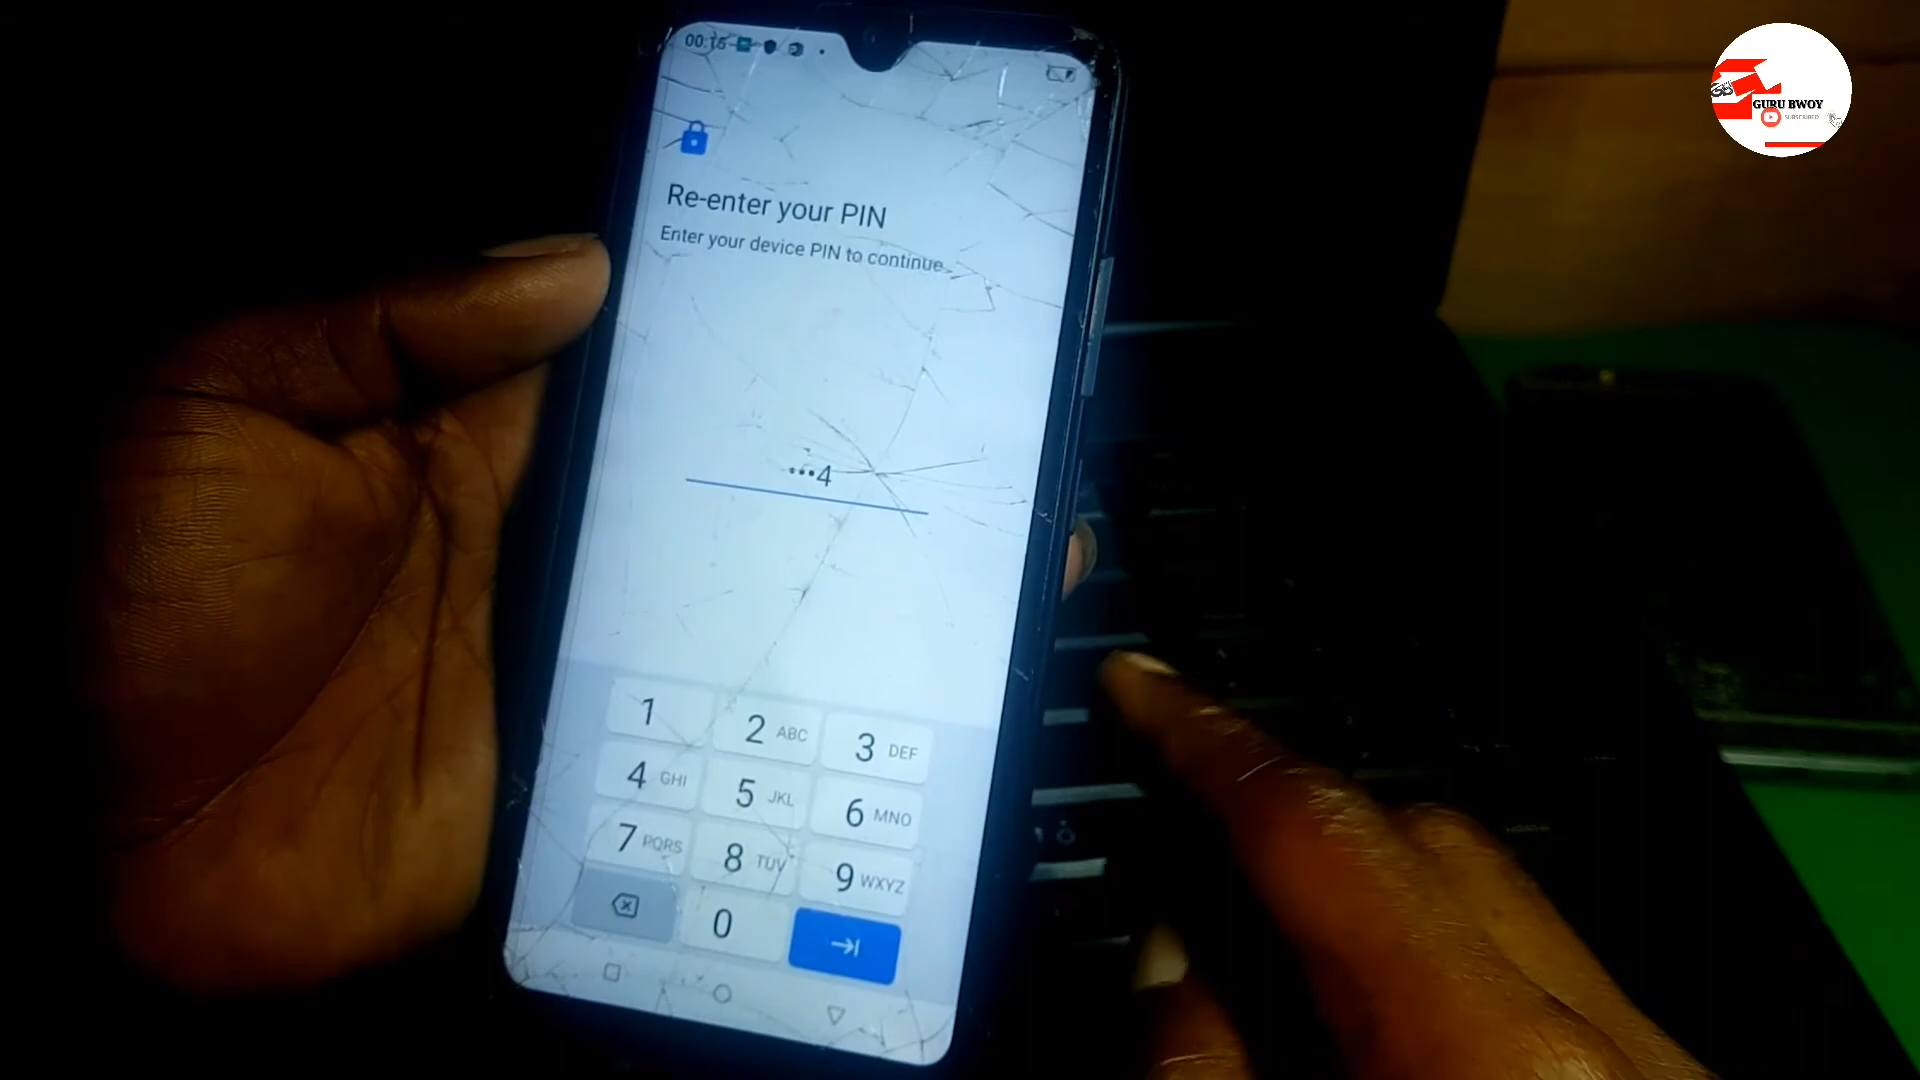 00:15
GURU BWOY
SUBSCRIBED
Re-enter your PIN
Enter your device PIN to continue
•••4
1
2 ABC
3 DEF
4 GHI
5 JKL
6 MNO
7 PQRS
8 TUV
9 WXYZ
0